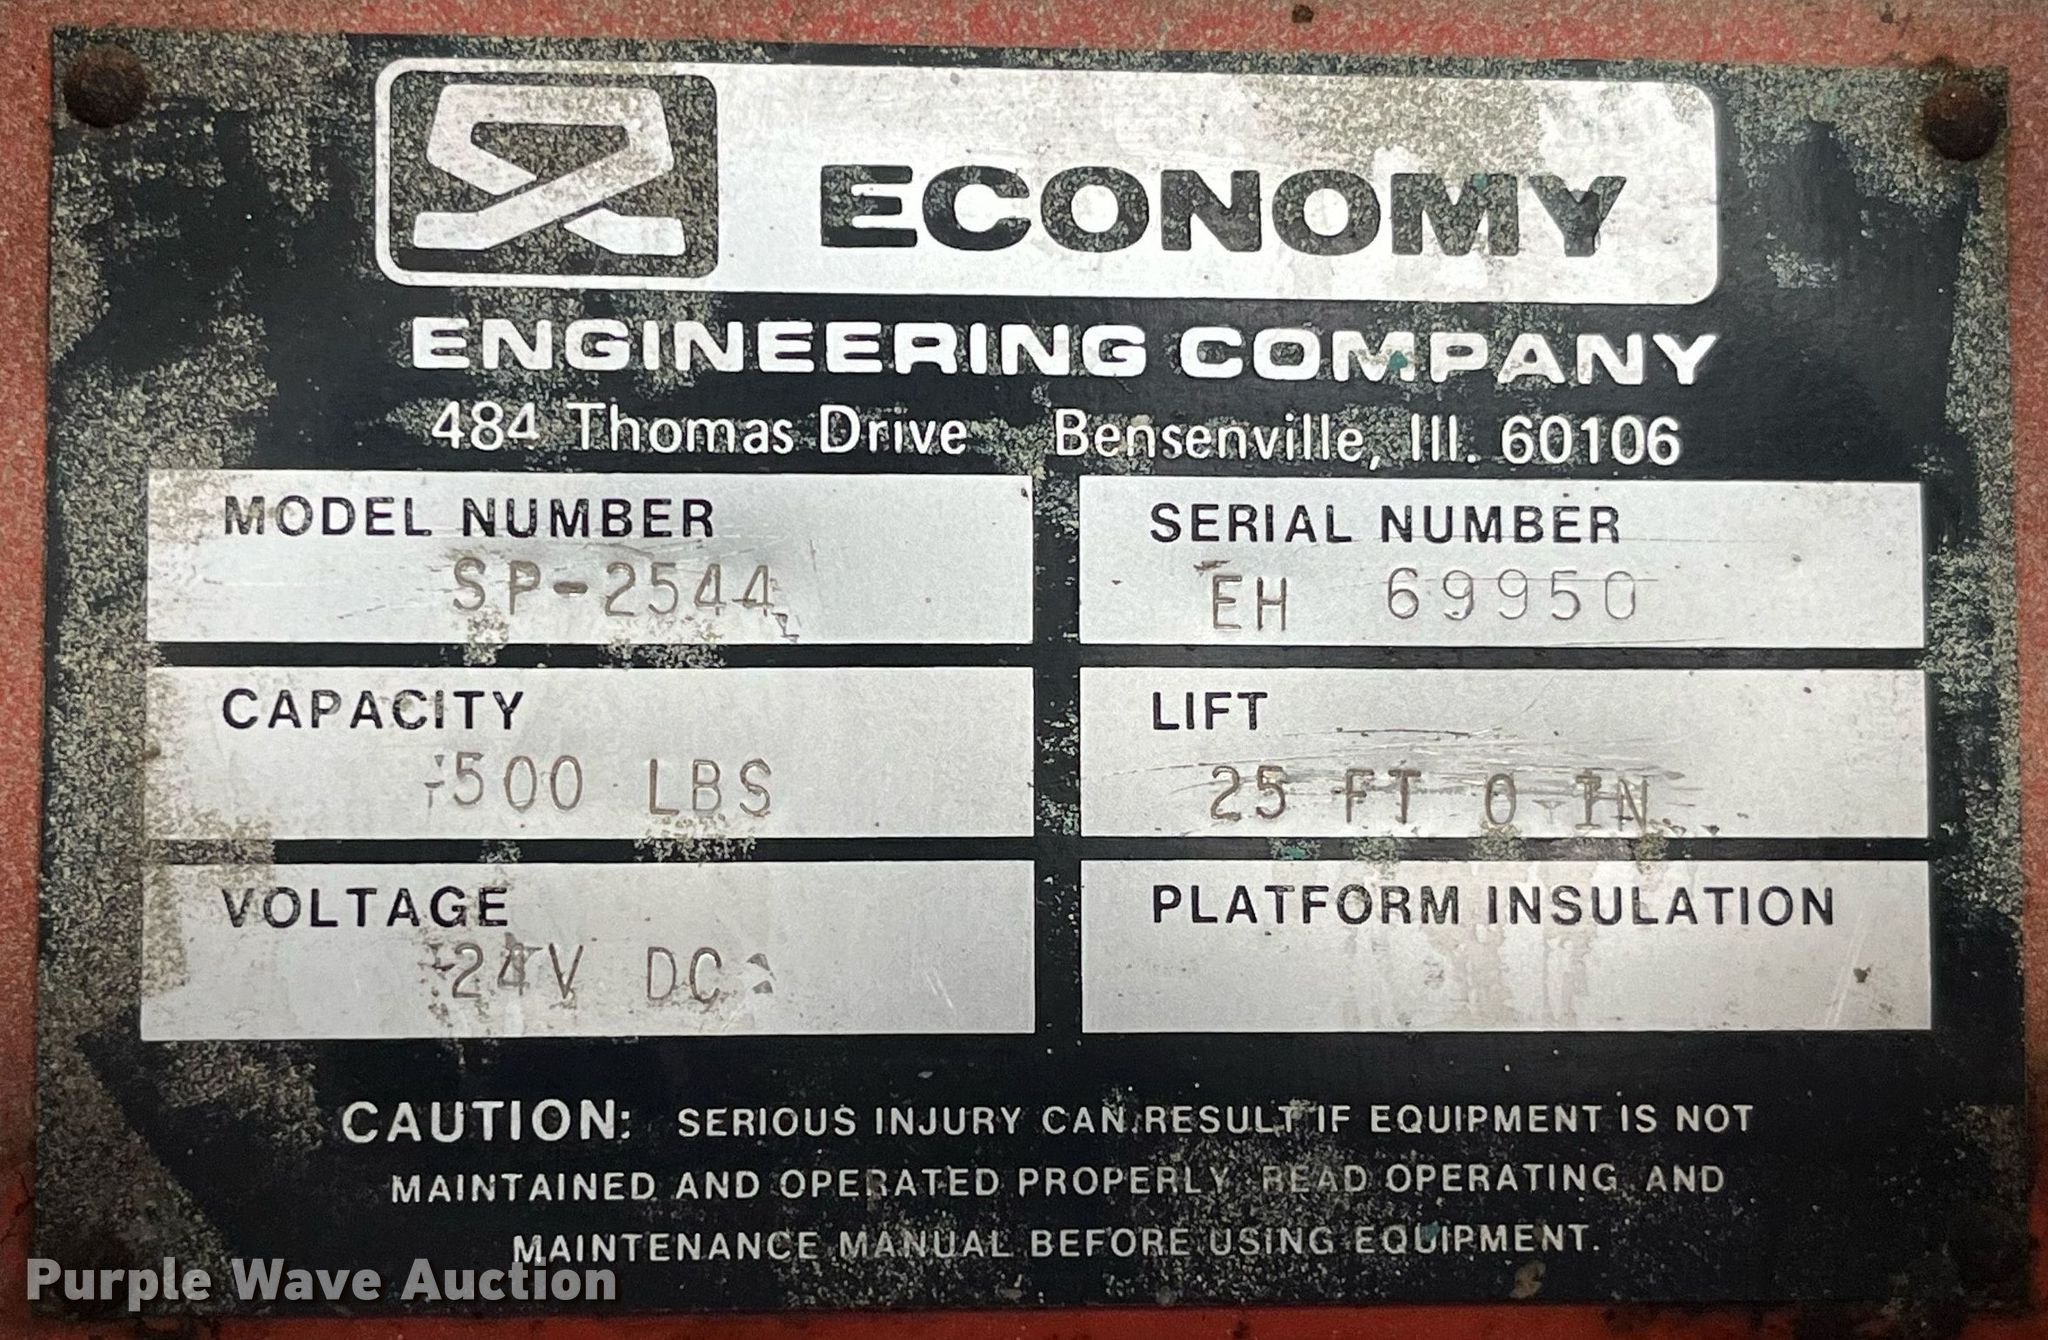 ECONOMY
ENGINEERING COMPANY
484 Thomas Drive Bensenville, Ill. 60106
MODEL NUMBER
SP-2544
SERIAL NUMBER
EH 69950
CAPACITY
500 LBS
LIFT
25 FT 0 IN
VOLTAGE
24V DC
PLATFORM INSULATION
CAUTION: SERIOUS INJURY CAN RESULT IF EQUIPMENT IS NOT
MAINTAINED AND OPERATED PROPERLY READ OPERATING AND
MAINTENANCE MANUAL BEFORE USING EQUIPMENT.
Purple Wave Auction